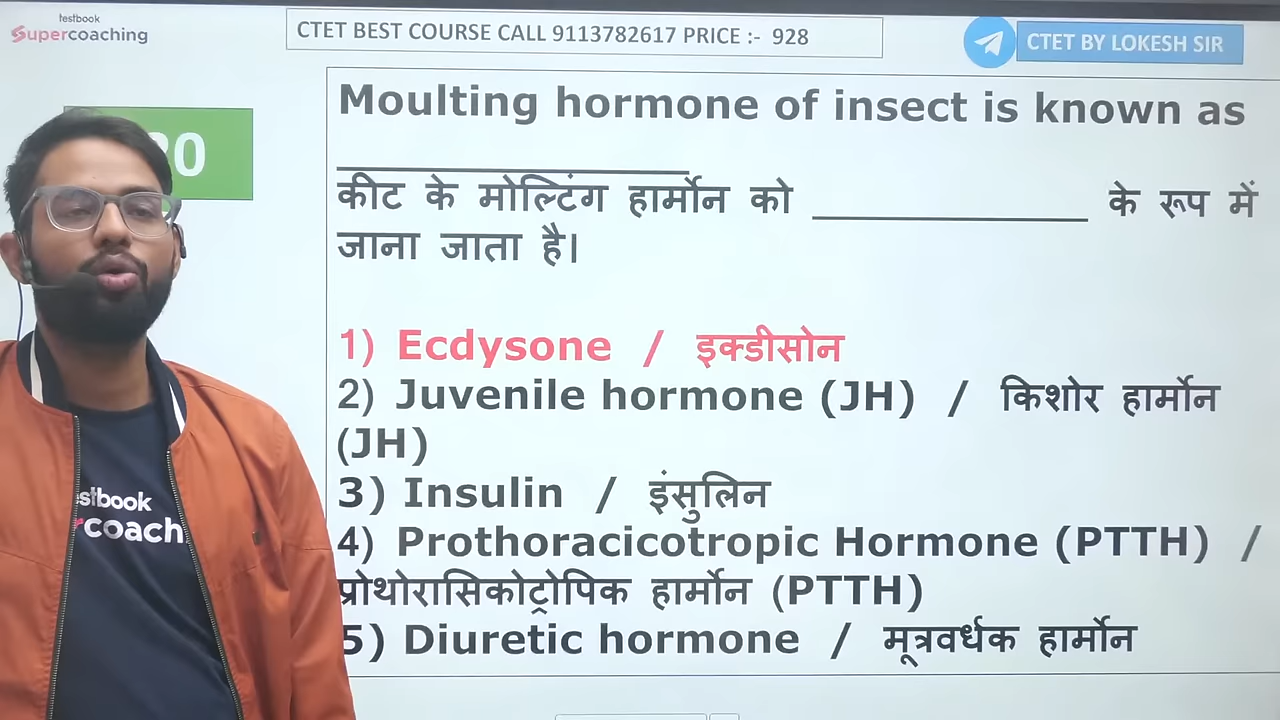 testbook
Supercoaching
CTET BEST COURSE CALL 9113782617 PRICE :- 928
CTET BY LOKESH SIR
Moulting hormone of insect is known as
_______________
कीट के मोल्टिंग हार्मोन को ____________ के रूप में
जाना जाता है।
1) Ecdysone / इक्डीसोन
2) Juvenile hormone (JH) / किशोर हार्मोन
(JH)
3) Insulin / इंसुलिन
4) Prothoracicotropic Hormone (PTTH) /
प्रोथोरासिकोट्रोपिक हार्मोन (PTTH)
5) Diuretic hormone / मूत्रवर्धक हार्मोन